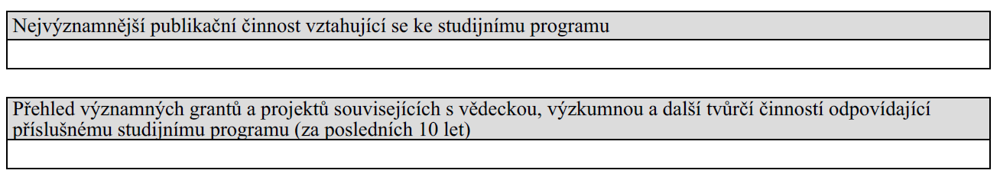 Nejvýznamnější publikační činnost vztahující se ke studijnímu programu
Přehled významných grantů a projektů souvisejících s vědeckou, výzkumnou a další tvůrčí činností odpovídající
příslušnému studijnímu programu (za posledních 10 let)